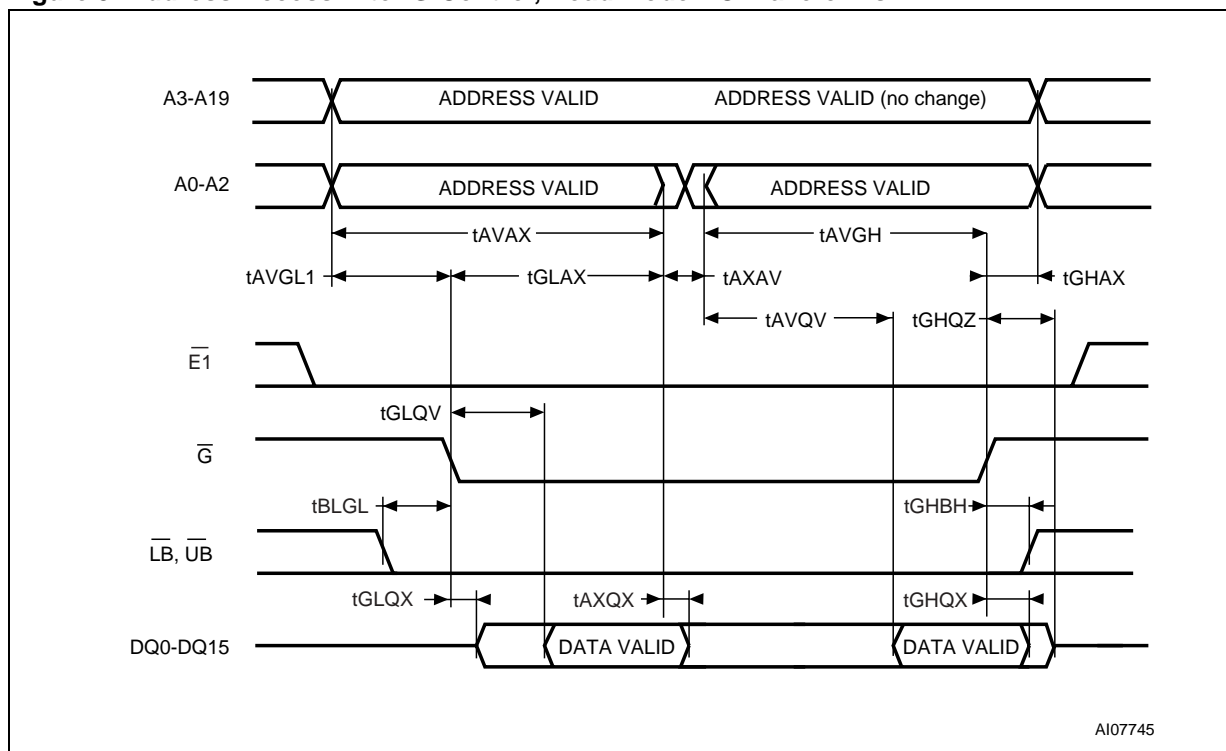 A3-A19 ADDRESS VALID ADDRESS VALID (no change)
A0-A2 ADDRESS VALID ADDRESS VALID
tAVAX tAVGH
tAVGL1 tGLAX tAXAV tGHAX
tAVQV tGHQZ
E1
tGLQV
G
tBLGL tGHBH
LB, UB
tGLQX tAXQX tGHQX
DQ0-DQ15 DATA VALID DATA VALID
AI07745